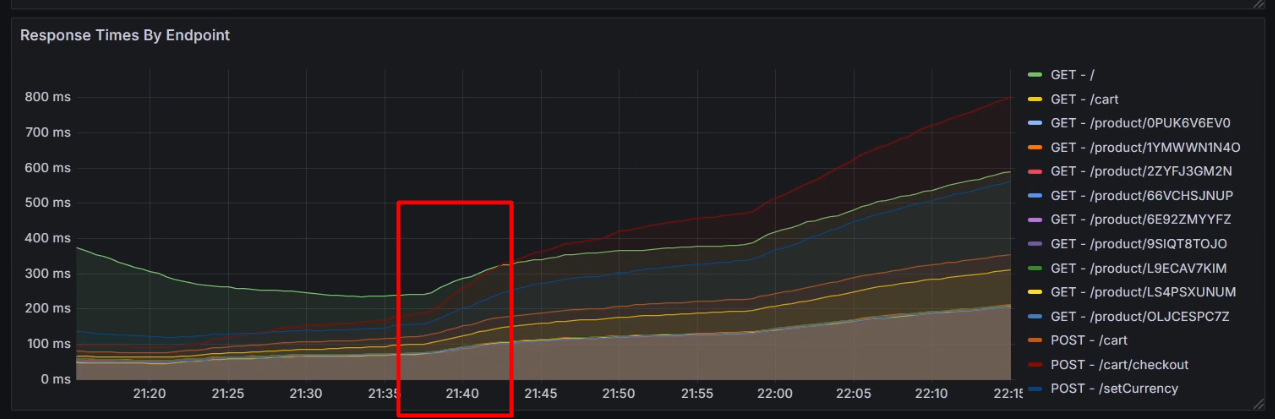 Response Times By Endpoint
800 ms
700 ms
600 ms
500 ms
400 ms
300 ms
200 ms
100 ms
0 ms
21:20 21:25 21:30 21:35 21:40 21:45 21:50 21:55 22:00 22:05 22:10 22:15
GET - /
GET - /cart
GET - /product/0PUK6V6EV0
GET - /product/1YMWWN1N4O
GET - /product/2ZYFJ3GM2N
GET - /product/66VCHSJNUP
GET - /product/6E92ZMYYFZ
GET - /product/9SIQT8TOJO
GET - /product/L9ECAV7KIM
GET - /product/LS4PSXUNUM
GET - /product/OLJCESPC7Z
POST - /cart
POST - /cart/checkout
POST - /setCurrency